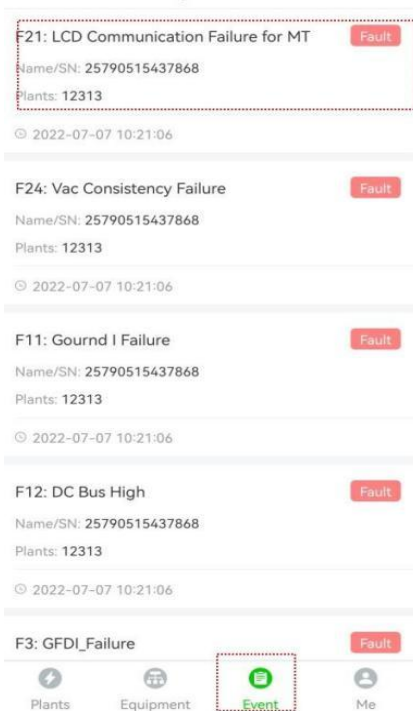 F21: LCD Communication Failure for MT Fault
Name/SN: 25790515437868
Plants: 12313
2022-07-07 10:21:06
F24: Vac Consistency Failure Fault
Name/SN: 25790515437868
Plants: 12313
2022-07-07 10:21:06
F11: Gournd I Failure Fault
Name/SN: 25790515437868
Plants: 12313
2022-07-07 10:21:06
F12: DC Bus High Fault
Name/SN: 25790515437868
Plants: 12313
2022-07-07 10:21:06
F3: GFDI_Failure Fault
Plants Equipment Event Me